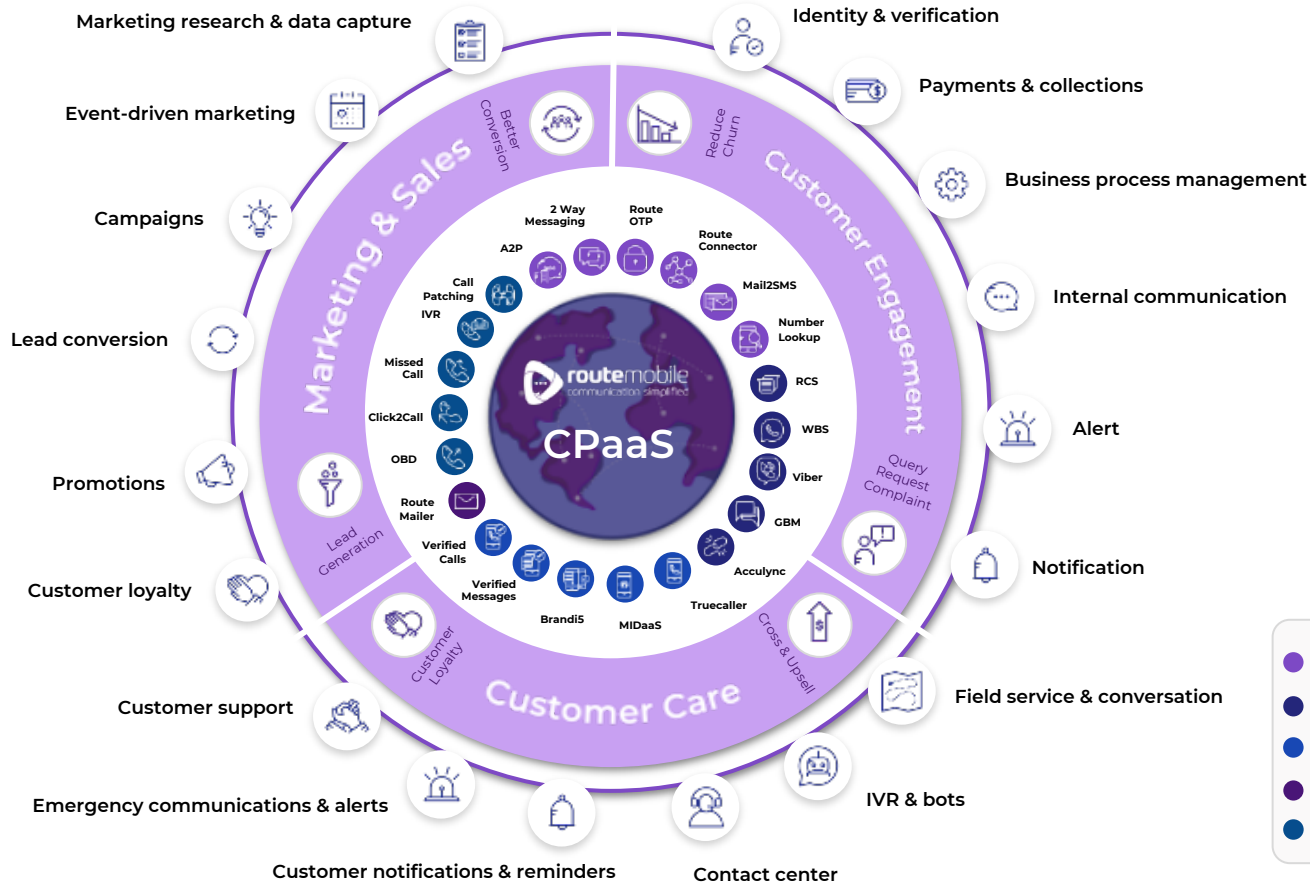 Marketing research & data capture
Identity & verification
Event-driven marketing
Payments & collections
Campaigns
Business process management
Lead conversion
Internal communication
Promotions
Alert
Customer loyalty
Notification
Customer support
Field service & conversation
Emergency communications & alerts
IVR & bots
Customer notifications & reminders
Contact center
Marketing & Sales
Better
Conversion
Lead
Generation
Customer Engagement
Reduce
Churn
Query
Request
Complaint
Customer Care
Customer
Loyalty
Cross & Upsell
2 Way
Messaging
Route
OTP
Route
Connector
Mail2SMS
Number
Lookup
RCS
WBS
Viber
GBM
Acculync
Truecaller
MIDaaS
Brandi5
Verified
Messages
Verified
Calls
Route
Mailer
OBD
Click2Call
Missed
Call
IVR
Call
Patching
A2P
routemobile
communication simplified
CPaaS